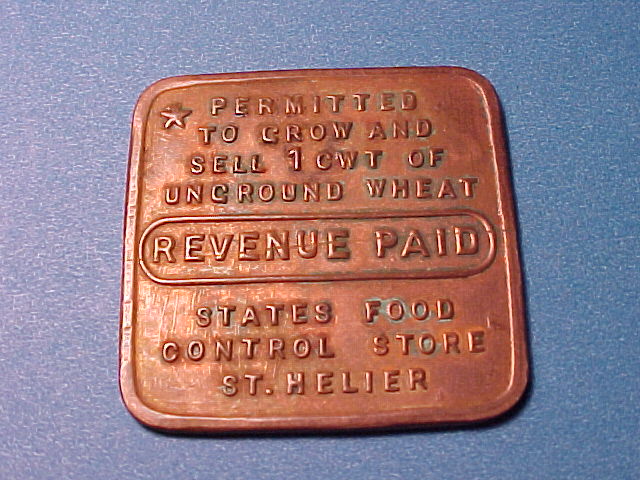 PERMITTED
TO GROW AND
SELL 1 CWT OF
UNGROUND WHEAT
REVENUE PAID
STATES FOOD
CONTROL STORE
ST. HELIER